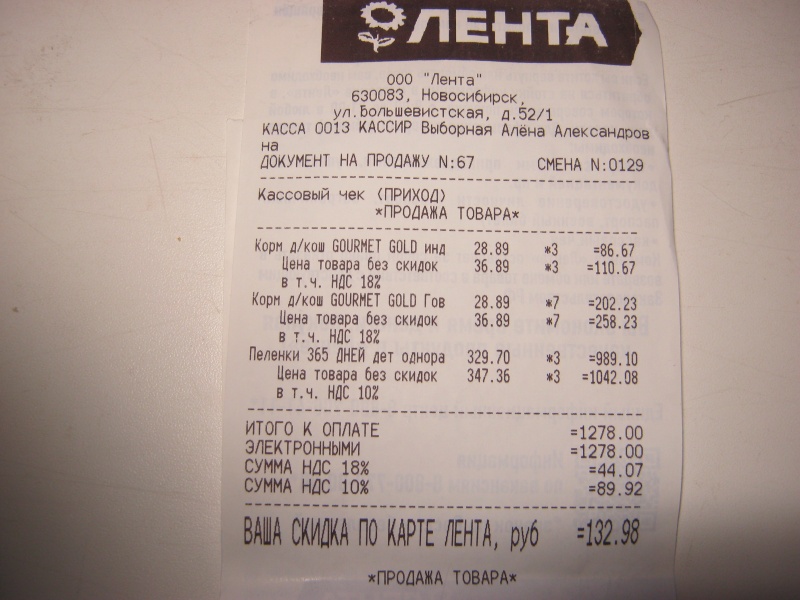 ЛЕНТА
ООО "Лента"
630083, Новосибирск,
ул.Большевистская, д.52/1
КАССА 0013 КАССИР Выборная Алёна Александров
на
ДОКУМЕНТ НА ПРОДАЖУ N:67 СМЕНА N:0129
Кассовый чек (ПРИХОД)
*ПРОДАЖА ТОВАРА*
Корм д/кош GOURMET GOLD инд 28.89 *3 =86.67
Цена товара без скидок 36.89 *3 =110.67
в т.ч. НДС 18%
Корм д/кош GOURMET GOLD Гов 28.89 *7 =202.23
Цена товара без скидок 36.89 *7 =258.23
в т.ч. НДС 18%
Пеленки 365 ДНЕЙ дет однора 329.70 *3 =989.10
Цена товара без скидок 347.36 *3 =1042.08
в т.ч. НДС 10%
ИТОГО К ОПЛАТЕ =1278.00
ЭЛЕКТРОННЫМИ =1278.00
СУММА НДС 18% =44.07
СУММА НДС 10% =89.92
ВАША СКИДКА ПО КАРТЕ ЛЕНТА, руб =132.98
*ПРОДАЖА ТОВАРА*